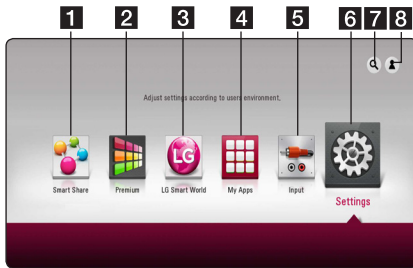 1 2 3 4 5 6 7 8
Adjust settings according to users environment.
LG
Smart Share Premium LG Smart World My Apps Input Settings